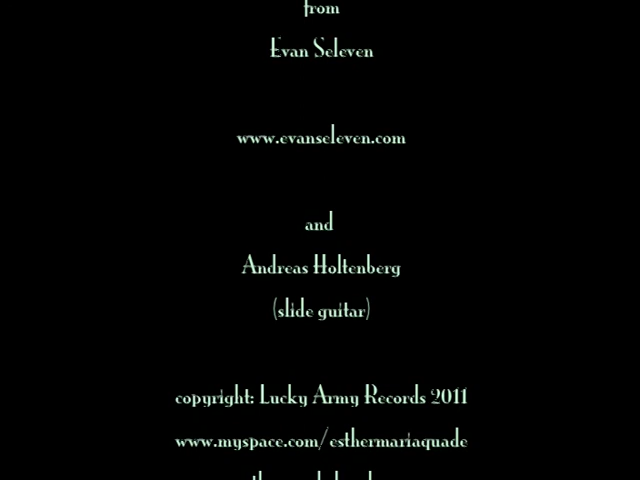 from
Evan Seleven
www.evanseleven.com
and
Andreas Holtenberg
(slide guitar)
copyright: Lucky Army Records 2011
www.myspace.com/esthermariaquade